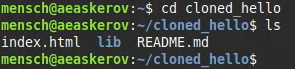 mensch@aeaskerov:~$ cd cloned_hello
mensch@aeaskerov:~/cloned_hello$ ls
index.html  lib  README.md
mensch@aeaskerov:~/cloned_hello$